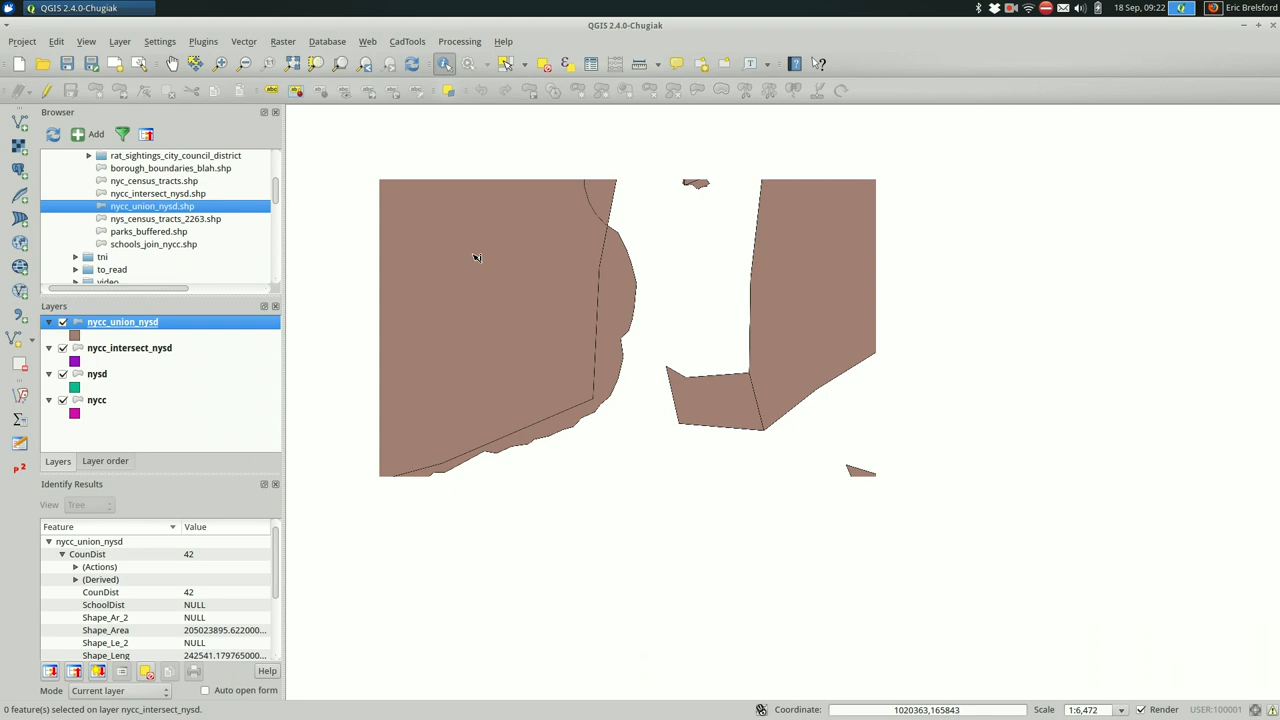 QGIS 2.4.0-Chugiak
18 Sep, 09:22
Eric Brelsford
QGIS 2.4.0-Chugiak
Project Edit View Layer Settings Plugins Vector Raster Database Web CadTools Processing Help
Browser
Add
rat_sightings_city_council_district
borough_boundaries_blah.shp
nyc_census_tracts.shp
nycc_intersect_nysd.shp
nycc_union_nysd.shp
nys_census_tracts_2263.shp
parks_buffered.shp
schools_join_nycc.shp
tni
to_read
video
Layers
nycc_union_nysd
nycc_intersect_nysd
nysd
nycc
Layers Layer order
Identify Results
View Tree
Feature Value
nycc_union_nysd
CounDist 42
(Actions)
(Derived)
CounDist 42
SchoolDist NULL
Shape_Ar_2 NULL
Shape_Area 205023895.622000...
Shape_Le_2 NULL
Shape_Leng 242541.179765000...
Help
Mode Current layer Auto open form
0 feature(s) selected on layer nycc_intersect_nysd.
Coordinate: 1020363,165843 Scale 1:6,472 Render USER:100001